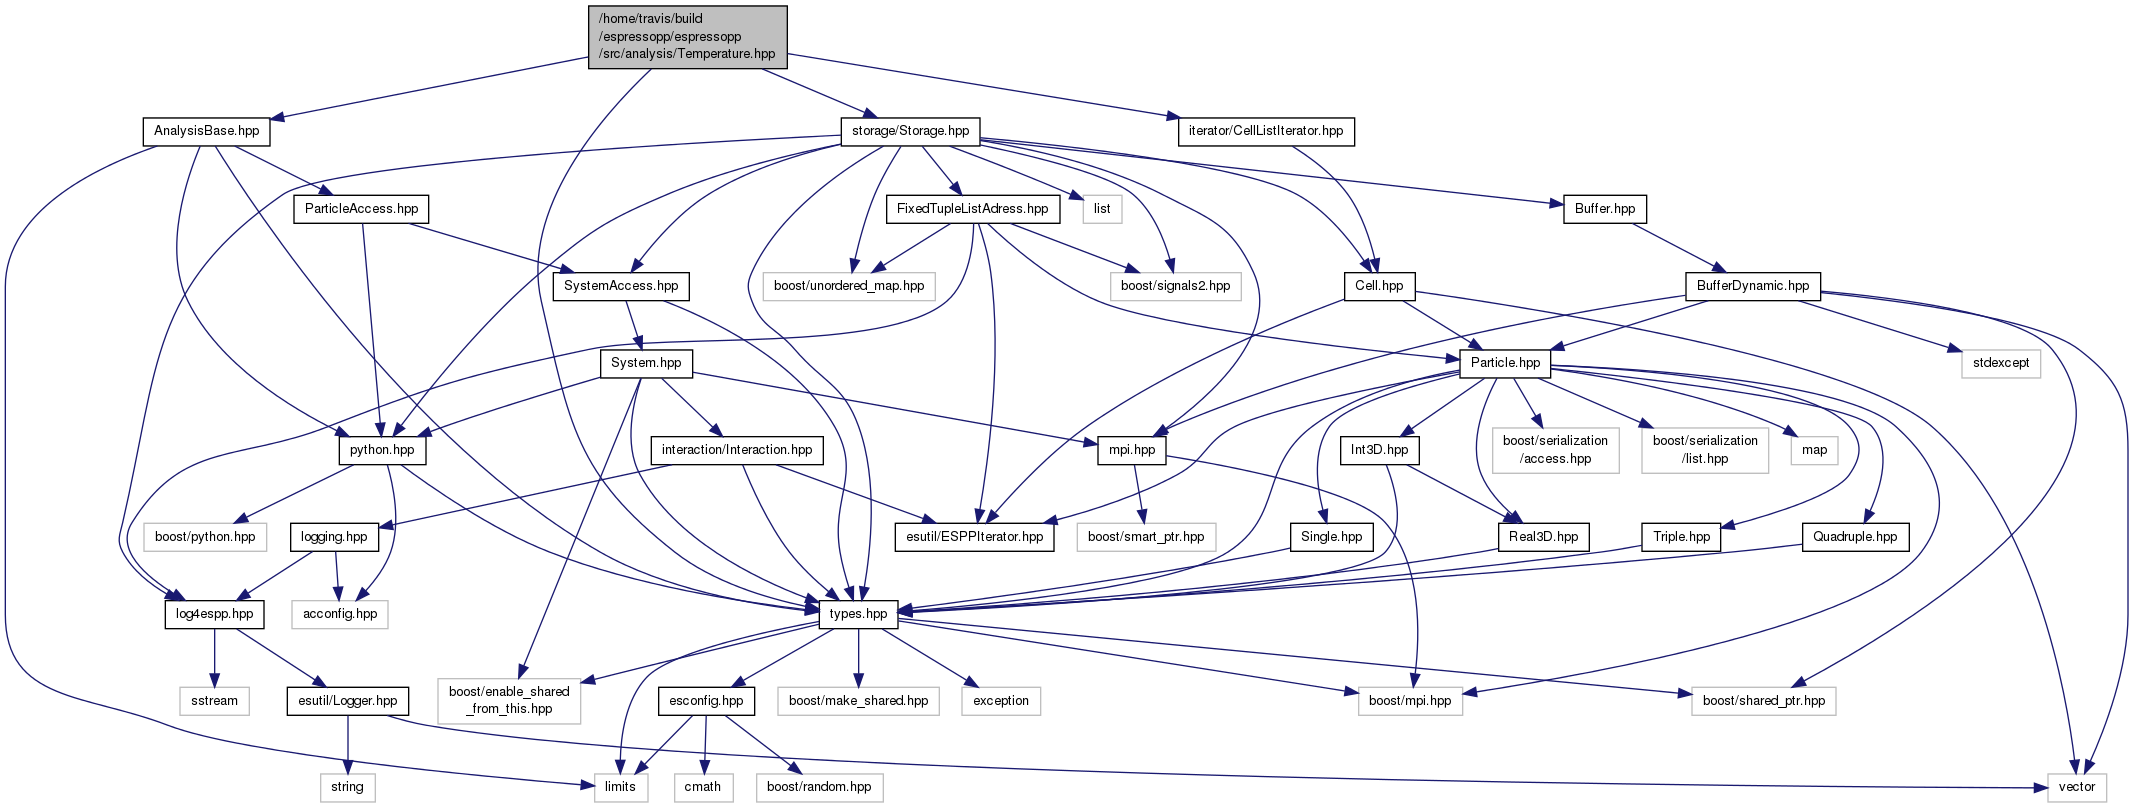 /home/travis/build
/espressopp/espressopp
/src/analysis/Temperature.hpp
AnalysisBase.hpp
storage/Storage.hpp
iterator/CellListIterator.hpp
ParticleAccess.hpp
FixedTupleListAdress.hpp
list
Buffer.hpp
SystemAccess.hpp
boost/unordered_map.hpp
boost/signals2.hpp
Cell.hpp
BufferDynamic.hpp
System.hpp
Particle.hpp
stdexcept
python.hpp
interaction/Interaction.hpp
mpi.hpp
Int3D.hpp
boost/serialization
/access.hpp
boost/serialization
/list.hpp
map
boost/python.hpp
logging.hpp
esutil/ESPPIterator.hpp
boost/smart_ptr.hpp
Single.hpp
Real3D.hpp
Triple.hpp
Quadruple.hpp
log4espp.hpp
acconfig.hpp
types.hpp
sstream
esutil/Logger.hpp
boost/enable_shared
_from_this.hpp
esconfig.hpp
boost/make_shared.hpp
exception
boost/mpi.hpp
boost/shared_ptr.hpp
string
limits
cmath
boost/random.hpp
vector